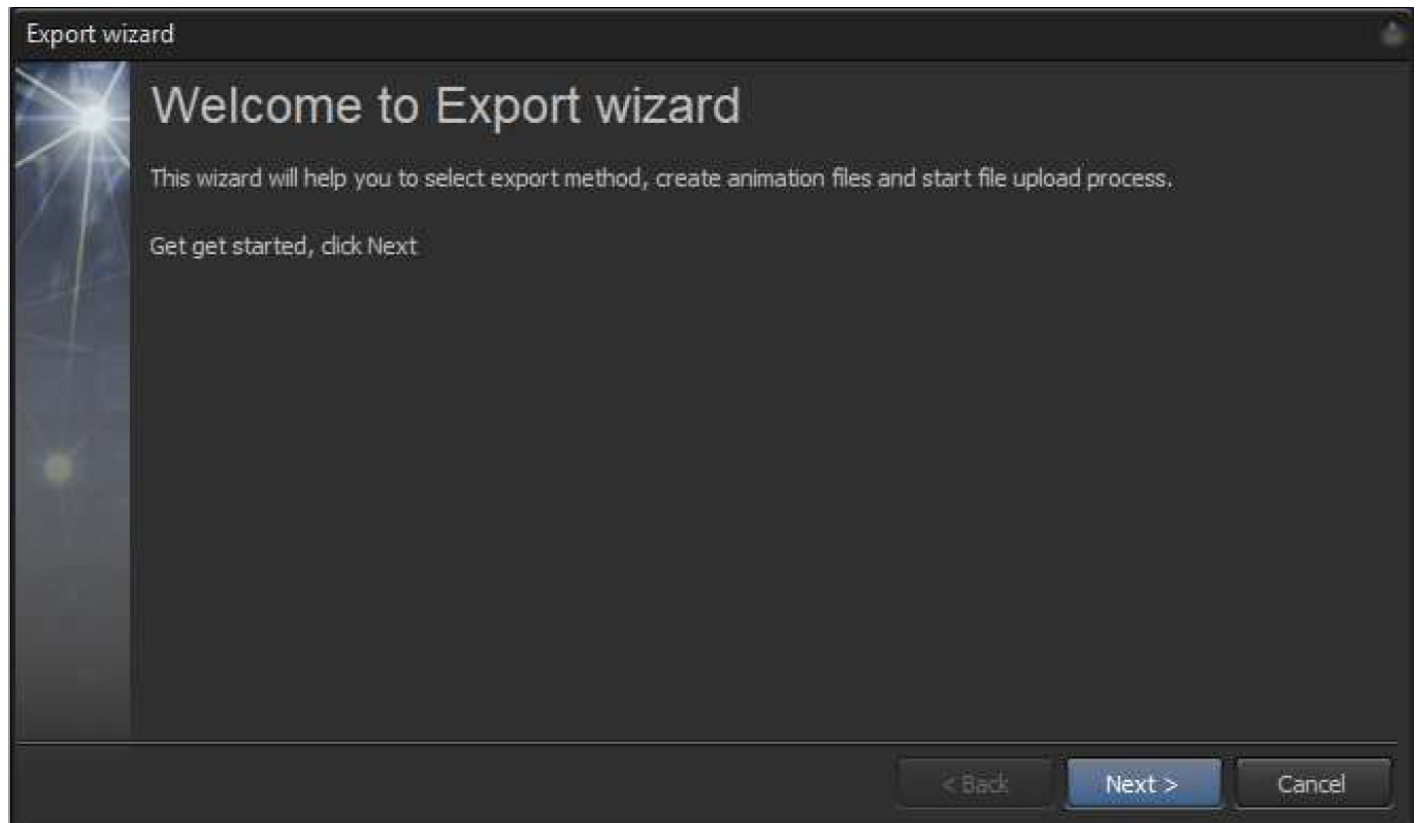 Export wizard
Welcome to Export wizard
This wizard will help you to select export method, create animation files and start file upload process.
Get get started, click Next
< Back
Next >
Cancel